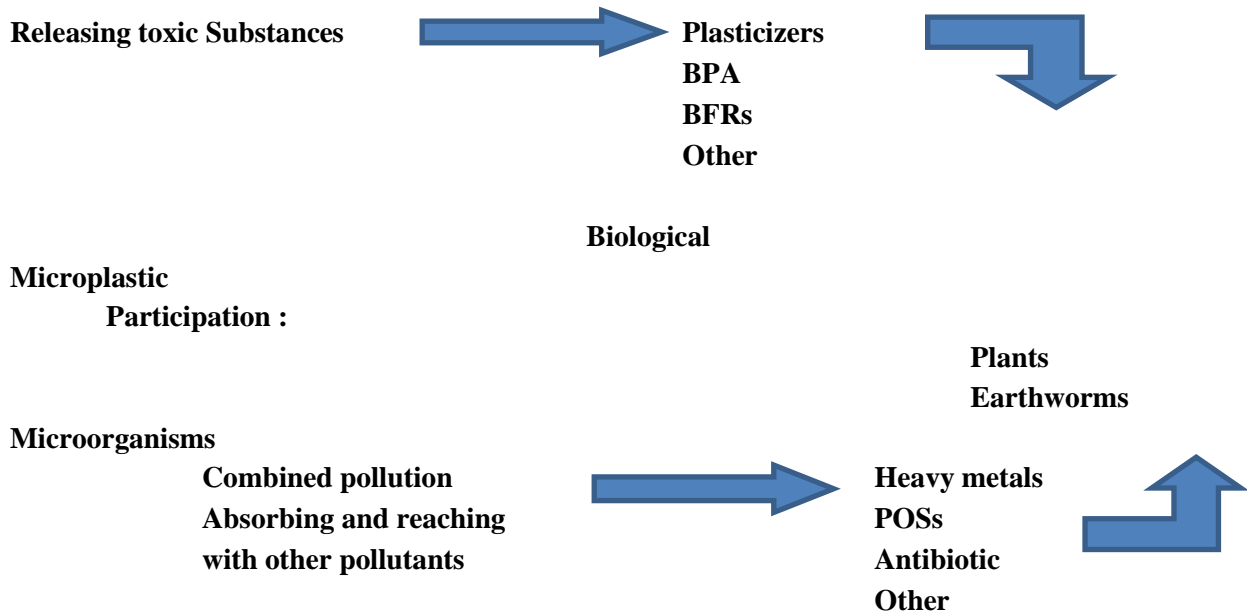 Releasing toxic Substances
Plasticizers
BPA
BFRs
Other
Biological
Microplastic
Participation :
Plants
Earthworms
Microorganisms
Combined pollution
Absorbing and reaching
with other pollutants
Heavy metals
POSs
Antibiotic
Other